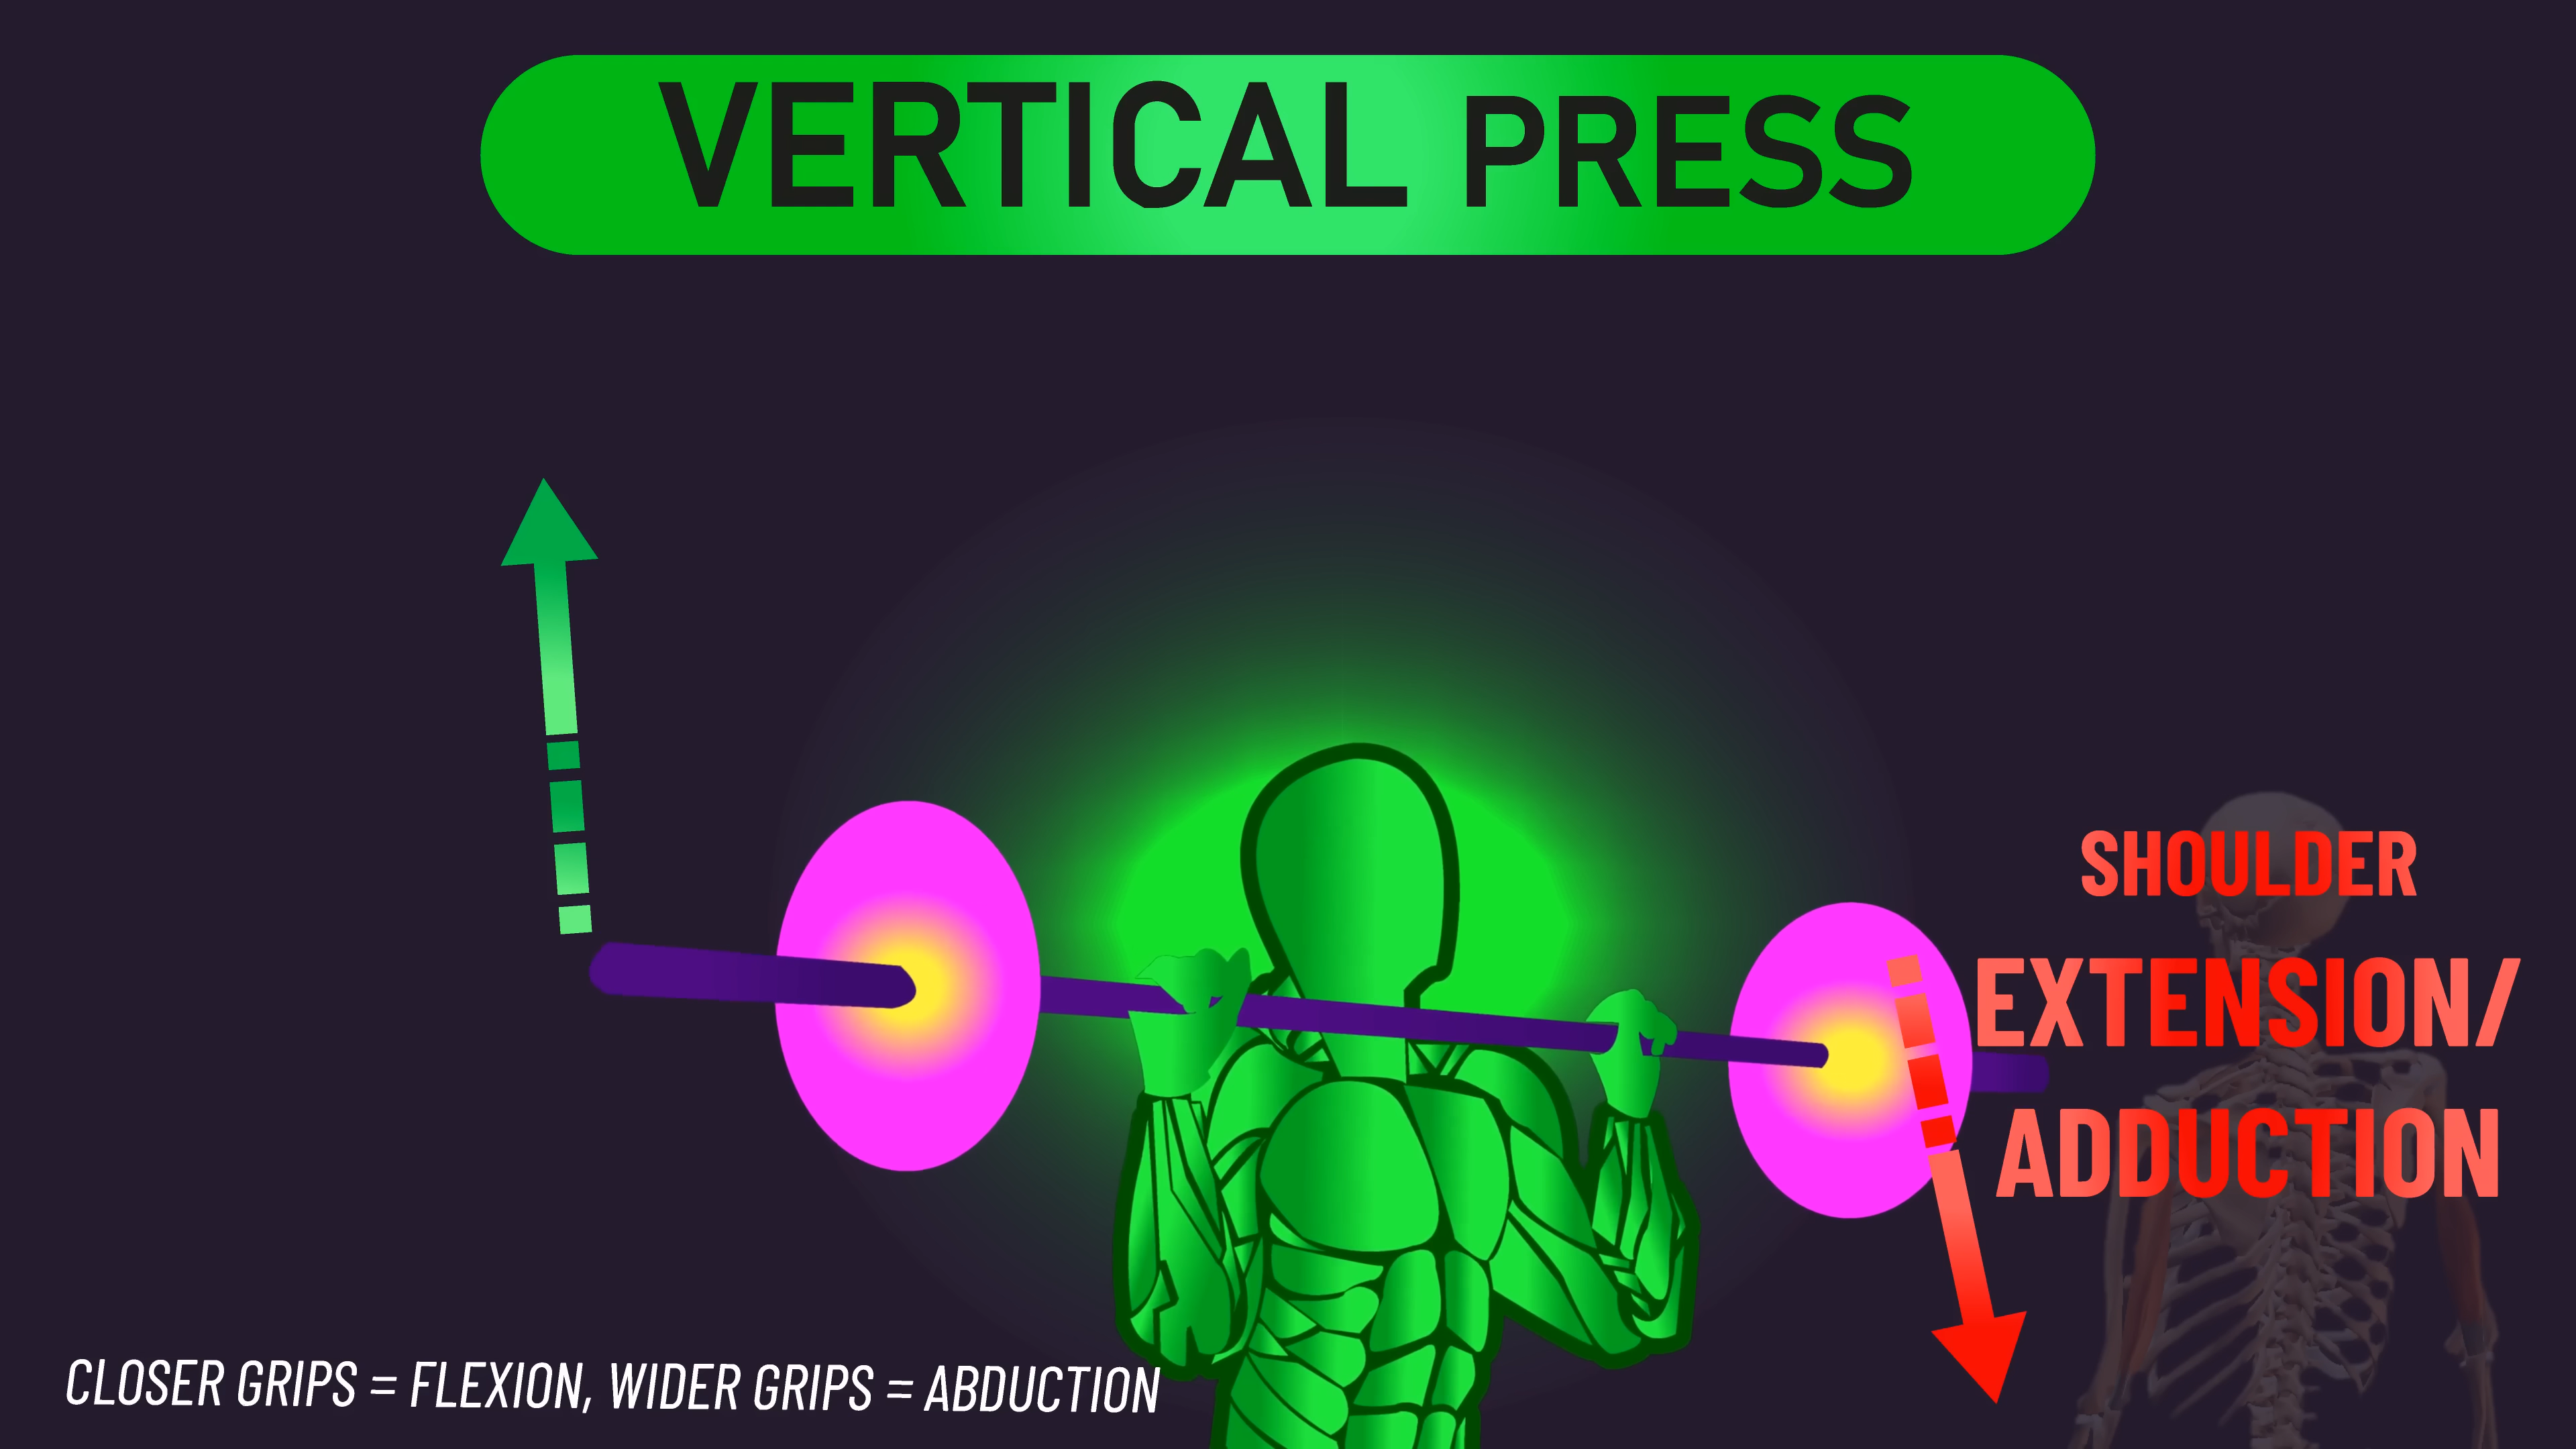 VERTICAL PRESS
SHOULDER
EXTENSION/
ADDUCTION
CLOSER GRIPS = FLEXION, WIDER GRIPS = ABDUCTION